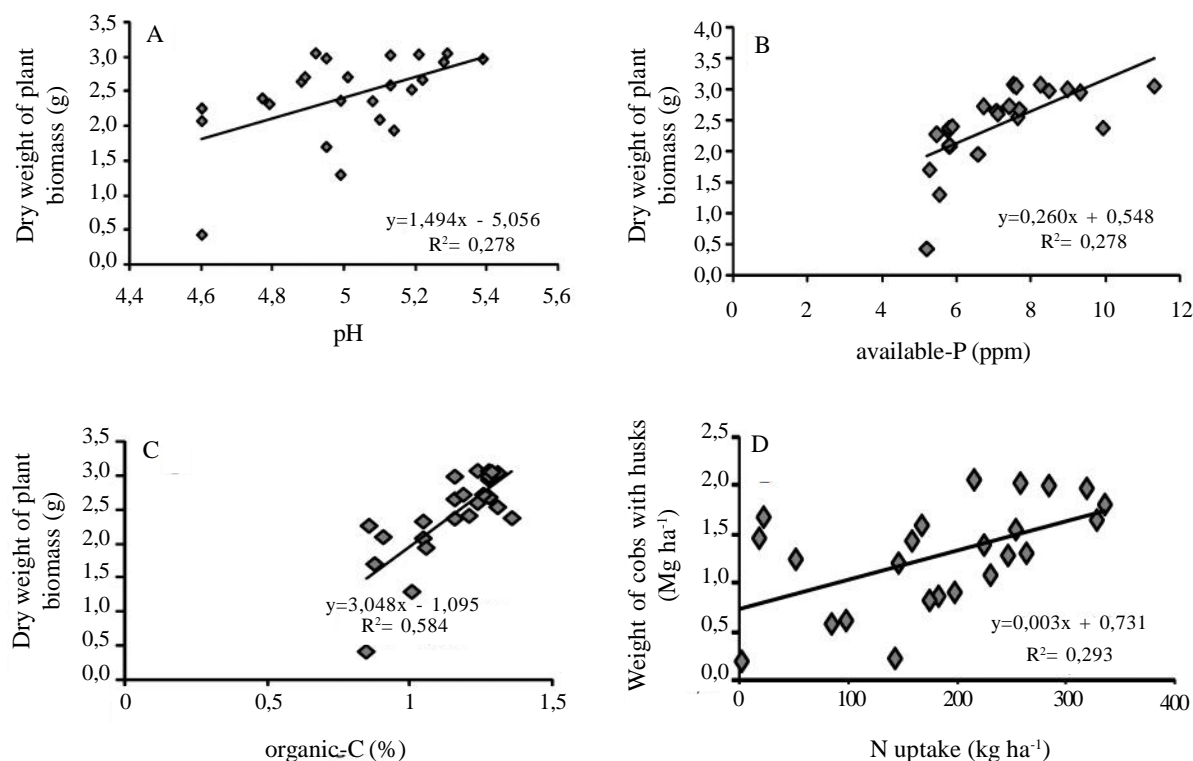 A
Dry weight of plant
biomass (g)
3,5
3,0
2,5
2,0
1,5
1,0
0,5
0,0
y=1,494x - 5,056
R²= 0,278
4,4 4,6 4,8 5 5,2 5,4 5,6
pH
B
Dry weight of plant
biomass (g)
4,0
3,5
3,0
2,5
2,0
1,5
1,0
0,5
0,0
y=0,260x + 0,548
R²= 0,278
0 2 4 6 8 10 12
available-P (ppm)
C
Dry weight of plant
biomass (g)
3,5
3,0
2,5
2,0
1,5
1,0
0,5
0,0
y=3,048x - 1,095
R²= 0,584
0 0,5 1 1,5
organic-C (%)
D
Weight of cobs with husks
(Mg ha⁻¹)
2,5
2,0
1,5
1,0
0,5
0,0
y=0,003x + 0,731
R²= 0,293
0 100 200 300 400
N uptake (kg ha⁻¹)